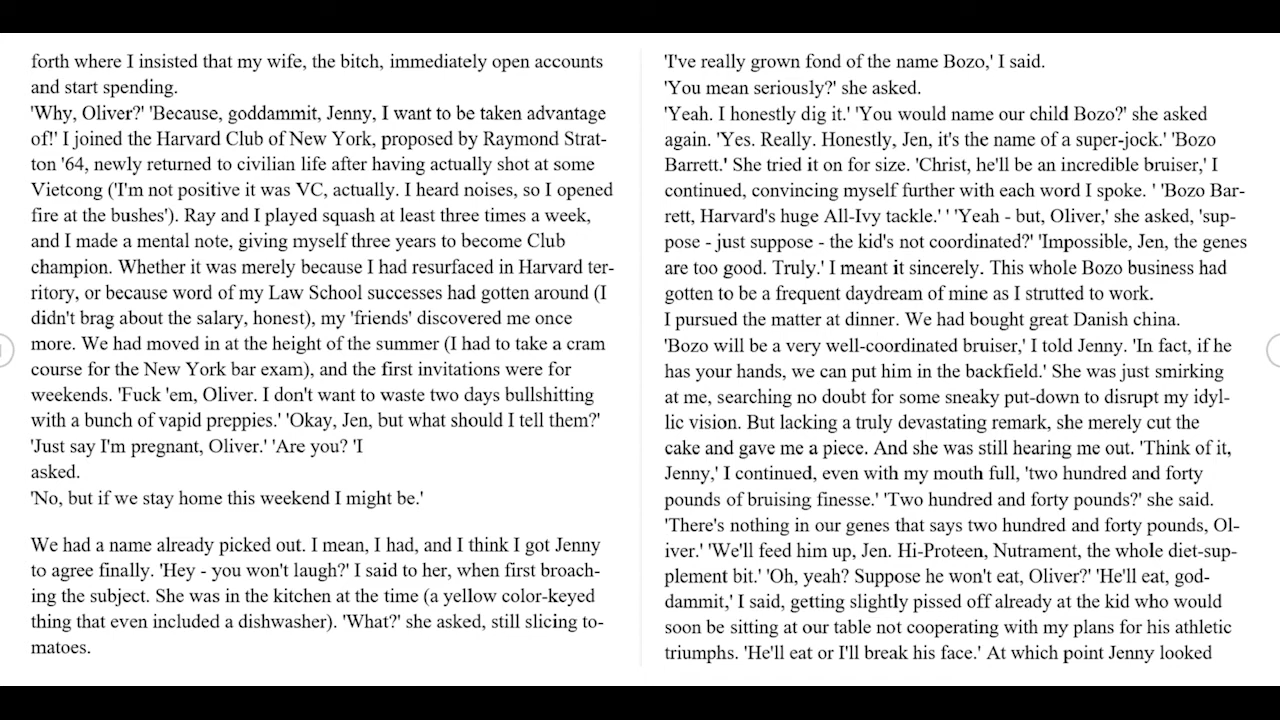 forth where I insisted that my wife, the bitch, immediately open accounts
and start spending.
'Why, Oliver?' 'Because, goddammit, Jenny, I want to be taken advantage
of!' I joined the Harvard Club of New York, proposed by Raymond Strat-
ton '64, newly returned to civilian life after having actually shot at some
Vietcong ('I'm not positive it was VC, actually. I heard noises, so I opened
fire at the bushes'). Ray and I played squash at least three times a week,
and I made a mental note, giving myself three years to become Club
champion. Whether it was merely because I had resurfaced in Harvard ter-
ritory, or because word of my Law School successes had gotten around (I
didn't brag about the salary, honest), my 'friends' discovered me once
more. We had moved in at the height of the summer (I had to take a cram
course for the New York bar exam), and the first invitations were for
weekends. 'Fuck 'em, Oliver. I don't want to waste two days bullshitting
with a bunch of vapid preppies.' 'Okay, Jen, but what should I tell them?'
'Just say I'm pregnant, Oliver.' 'Are you? 'I
asked.
'No, but if we stay home this weekend I might be.'
We had a name already picked out. I mean, I had, and I think I got Jenny
to agree finally. 'Hey - you won't laugh?' I said to her, when first broach-
ing the subject. She was in the kitchen at the time (a yellow color-keyed
thing that even included a dishwasher). 'What?' she asked, still slicing to-
matoes.
'I've really grown fond of the name Bozo,' I said.
'You mean seriously?' she asked.
'Yeah. I honestly dig it.' 'You would name our child Bozo?' she asked
again. 'Yes. Really. Honestly, Jen, it's the name of a super-jock.' 'Bozo
Barrett.' She tried it on for size. 'Christ, he'll be an incredible bruiser,' I
continued, convincing myself further with each word I spoke. ' 'Bozo Bar-
rett, Harvard's huge All-Ivy tackle.' ' 'Yeah - but, Oliver,' she asked, 'sup-
pose - just suppose - the kid's not coordinated?' 'Impossible, Jen, the genes
are too good. Truly.' I meant it sincerely. This whole Bozo business had
gotten to be a frequent daydream of mine as I strutted to work.
I pursued the matter at dinner. We had bought great Danish china.
'Bozo will be a very well-coordinated bruiser,' I told Jenny. 'In fact, if he
has your hands, we can put him in the backfield.' She was just smirking
at me, searching no doubt for some sneaky put-down to disrupt my idyl-
lic vision. But lacking a truly devastating remark, she merely cut the
cake and gave me a piece. And she was still hearing me out. 'Think of it,
Jenny,' I continued, even with my mouth full, 'two hundred and forty
pounds of bruising finesse.' 'Two hundred and forty pounds?' she said.
'There's nothing in our genes that says two hundred and forty pounds, Ol-
iver.' 'We'll feed him up, Jen. Hi-Proteen, Nutrament, the whole diet-sup-
plement bit.' 'Oh, yeah? Suppose he won't eat, Oliver?' 'He'll eat, god-
dammit,' I said, getting slightly pissed off already at the kid who would
soon be sitting at our table not cooperating with my plans for his athletic
triumphs. 'He'll eat or I'll break his face.' At which point Jenny looked